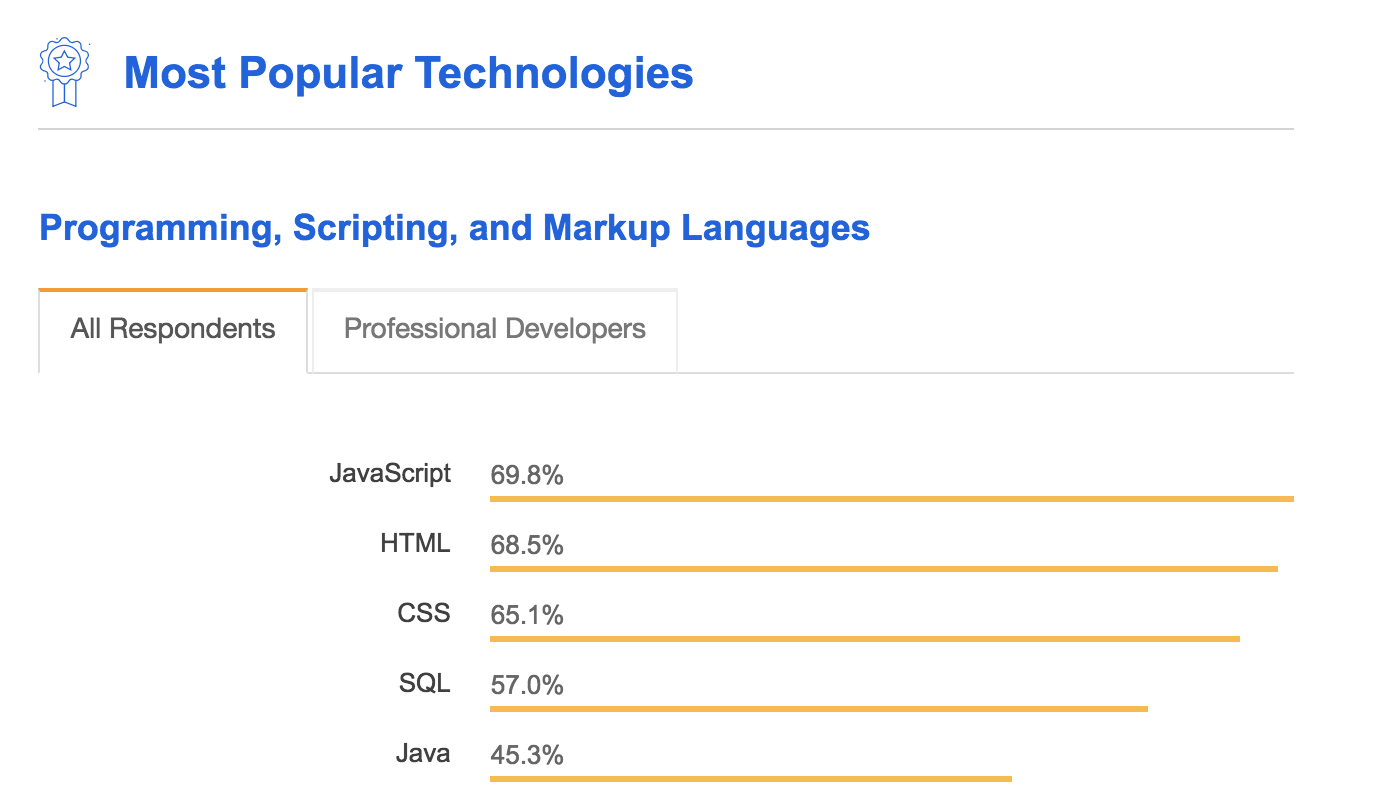 Most Popular Technologies
Programming, Scripting, and Markup Languages
All Respondents Professional Developers
JavaScript 69.8%
HTML 68.5%
CSS 65.1%
SQL 57.0%
Java 45.3%